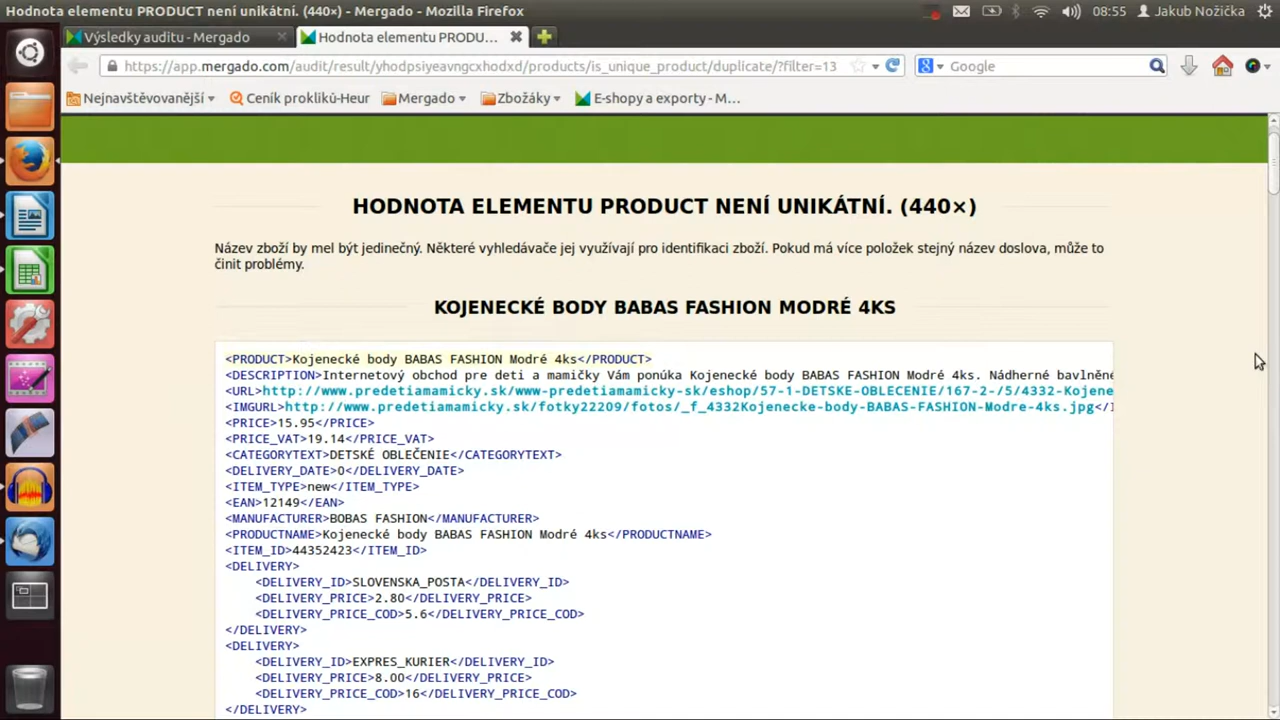 Hodnota elementu PRODUCT není unikátní. (440×) - Mergado - Mozilla Firefox
08:55 Jakub Nožička
Výsledky auditu - Mergado
Hodnota elementu PRODU...
https://app.mergado.com/audit/result/yhodpsiyeavngcxhodxd/products/is_unique_product/duplicate/?filter=13
Google
Nejnavštěvovanější Ceník prokliků-Heur Mergado Zbožáky E-shopy a exporty - M...
HODNOTA ELEMENTU PRODUCT NENÍ UNIKÁTNÍ. (440×)
Název zboží by mel být jedinečný. Některé vyhledávače jej využívají pro identifikaci zboží. Pokud má více položek stejný název doslova, může to
činit problémy.
KOJENECKÉ BODY BABAS FASHION MODRÉ 4KS
<PRODUCT>Kojenecké body BABAS FASHION Modré 4ks</PRODUCT>
<DESCRIPTION>Internetový obchod pre deti a mamičky Vám ponúka Kojenecké body BABAS FASHION Modré 4ks. Nádherné bavlněné
<URL>http://www.predetiamamicky.sk/www-predetiamamicky-sk/eshop/57-1-DETSKE-OBLECENIE/167-2-/5/4332-Kojene
<IMGURL>http://www.predetiamamicky.sk/fotky22209/fotos/_f_4332Kojenecke-body-BABAS-FASHION-Modre-4ks.jpg</I
<PRICE>15.95</PRICE>
<PRICE_VAT>19.14</PRICE_VAT>
<CATEGORYTEXT>DETSKÉ OBLEČENIE</CATEGORYTEXT>
<DELIVERY_DATE>0</DELIVERY_DATE>
<ITEM_TYPE>new</ITEM_TYPE>
<EAN>12149</EAN>
<MANUFACTURER>BOBAS FASHION</MANUFACTURER>
<PRODUCTNAME>Kojenecké body BABAS FASHION Modré 4ks</PRODUCTNAME>
<ITEM_ID>44352423</ITEM_ID>
<DELIVERY>
<DELIVERY_ID>SLOVENSKA_POSTA</DELIVERY_ID>
<DELIVERY_PRICE>2.80</DELIVERY_PRICE>
<DELIVERY_PRICE_COD>5.6</DELIVERY_PRICE_COD>
</DELIVERY>
<DELIVERY>
<DELIVERY_ID>EXPRES_KURIER</DELIVERY_ID>
<DELIVERY_PRICE>8.00</DELIVERY_PRICE>
<DELIVERY_PRICE_COD>16</DELIVERY_PRICE_COD>
</DELIVERY>